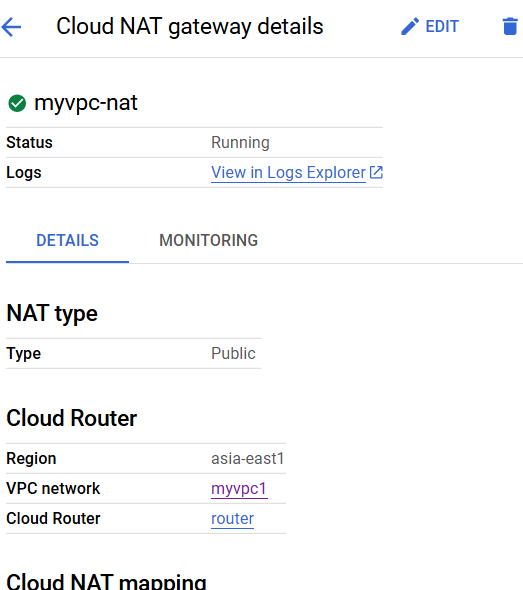 Cloud NAT gateway details EDIT
myvpc-nat
Status Running
Logs View in Logs Explorer
DETAILS MONITORING
NAT type
Type Public
Cloud Router
Region asia-east1
VPC network myvpc1
Cloud Router router
Cloud NAT mapping